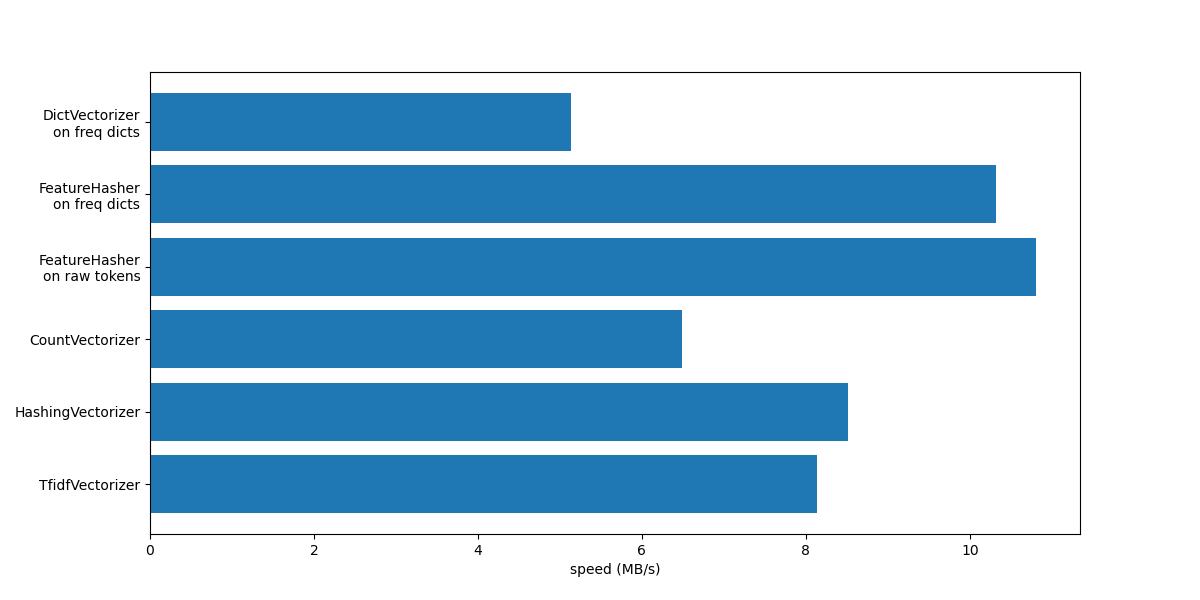 DictVectorizer
on freq dicts
FeatureHasher
on freq dicts
FeatureHasher
on raw tokens
CountVectorizer
HashingVectorizer
TfidfVectorizer
0 2 4 6 8 10
speed (MB/s)